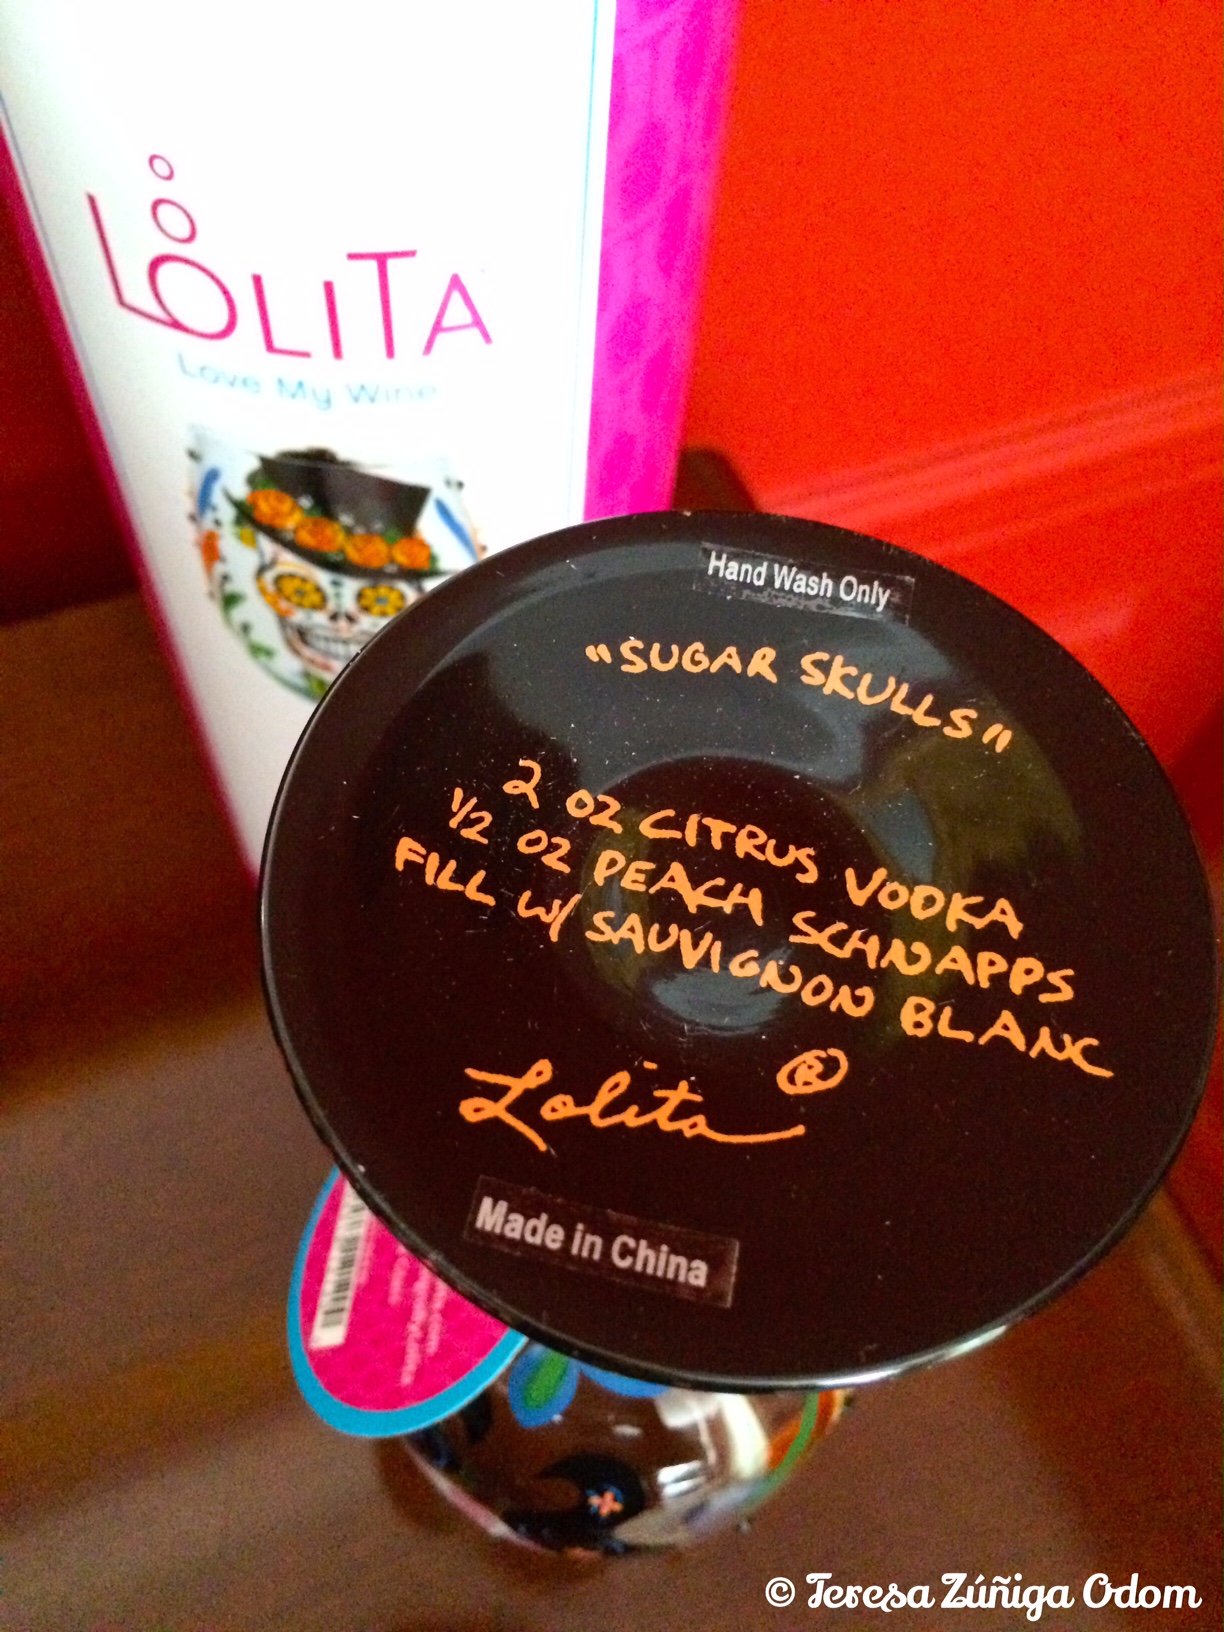 LOLITA
Love My Wine
Hand Wash Only
"SUGAR SKULLS"
2 OZ CITRUS VODKA
1/2 OZ PEACH SCHNAPPS
FILL W/ SAUVIGNON BLANC
Lolita ®
Made in China
© Teresa Zúñiga Odom